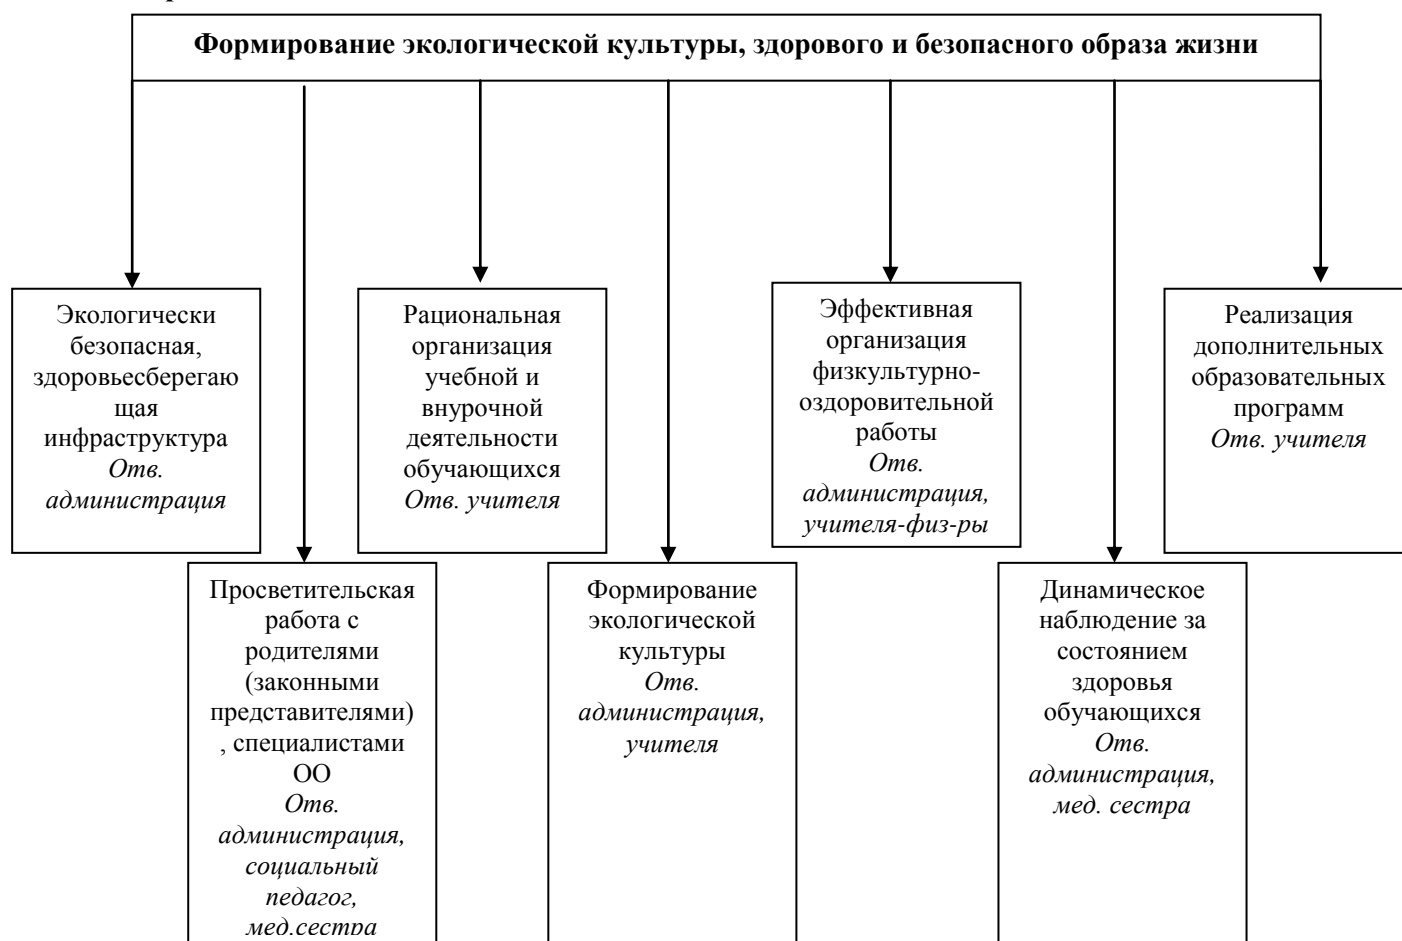 Формирование экологической культуры, здорового и безопасного образа жизни
Экологически
безопасная,
здоровьесберегаю
щая
инфраструктура
Отв.
администрация
Рациональная
организация
учебной и
внурочной
деятельности
обучающихся
Отв. учителя
Эффективная
организация
физкультурно-
оздоровительной
работы
Отв.
администрация,
учителя-физ-ры
Реализация
дополнительных
образовательных
программ
Отв. учителя
Просветительская
работа с
родителями
(законными
представителями)
, специалистами
ОО
Отв.
администрация,
социальный
педагог,
мед.сестра
Формирование
экологической
культуры
Отв.
администрация,
учителя
Динамическое
наблюдение за
состоянием
здоровья
обучающихся
Отв.
администрация,
мед. сестра